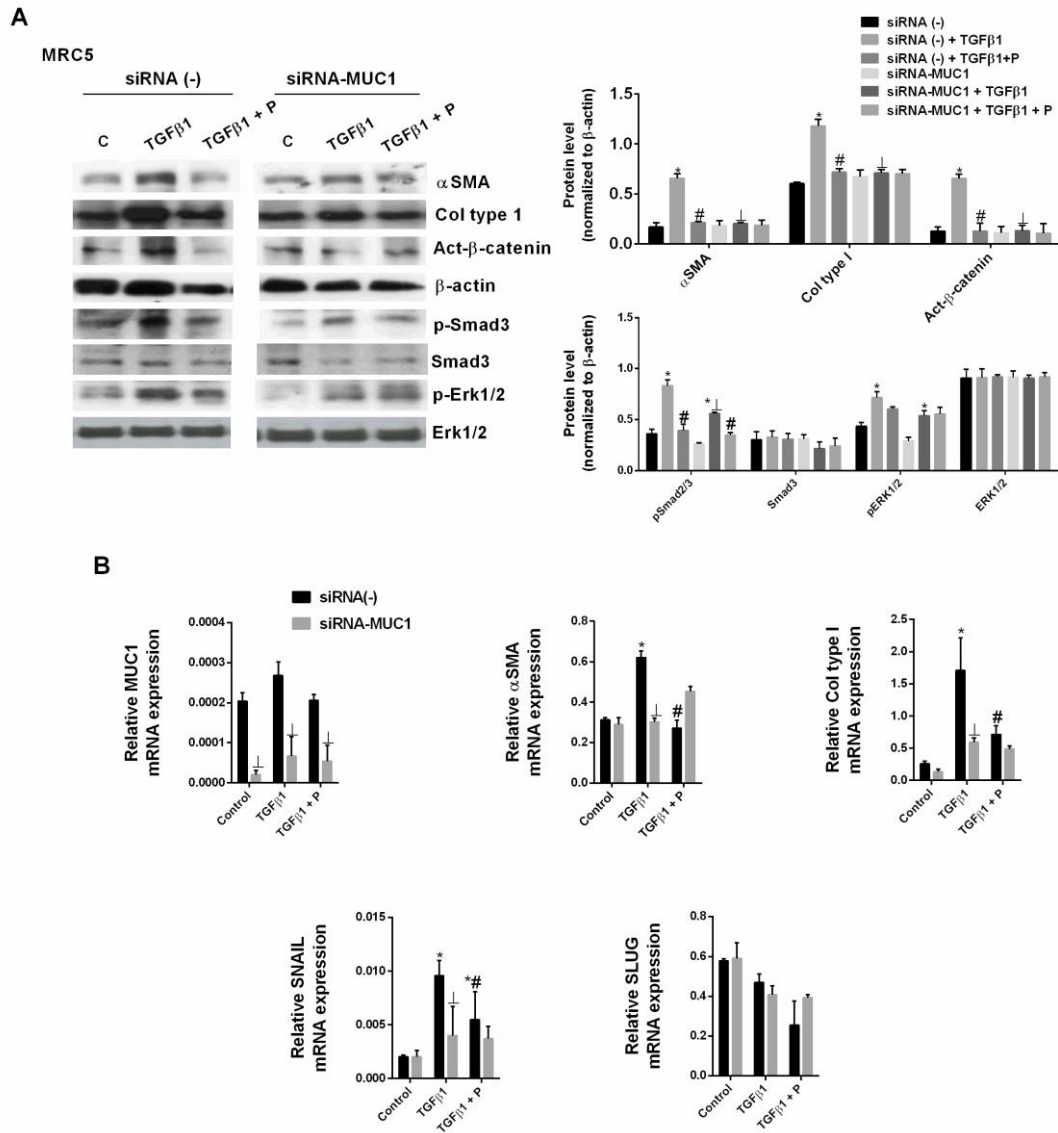 A
MRC5
siRNA (-) siRNA-MUC1
C TGFβ1 TGFβ1 + P C TGFβ1 TGFβ1 + P
αSMA
Col type 1
Act-β-catenin
β-actin
p-Smad3
Smad3
p-Erk1/2
Erk1/2
siRNA (-)
siRNA (-) + TGFβ1
siRNA (-) + TGFβ1+P
siRNA-MUC1
siRNA-MUC1 + TGFβ1
siRNA-MUC1 + TGFβ1 + P
Protein level
(normalized to β-actin)
1.5
1.0
0.5
0.0
* # ⊥ * # ⊥ * # ⊥
αSMA Col type I Act-β-catenin
Protein level
(normalized to β-actin)
1.5
1.0
0.5
0.0
* # * ⊥ # * *
pSmad2/3 Smad3 pERK1/2 ERK1/2
B
siRNA(-)
siRNA-MUC1
Relative MUC1
mRNA expression
0.0004
0.0003
0.0002
0.0001
0.0000
⊥ ⊥ ⊥
Control TGFβ1 TGFβ1 + P
Relative αSMA
mRNA expression
0.8
0.6
0.4
0.2
0.0
* ⊥ #
Control TGFβ1 TGFβ1 + P
Relative Col type I
mRNA expression
2.5
2.0
1.5
1.0
0.5
0.0
* ⊥ #
Control TGFβ1 TGFβ1 + P
Relative SNAIL
mRNA expression
0.015
0.010
0.005
0.000
* ⊥ *#
Control TGFβ1 TGFβ1 + P
Relative SLUG
mRNA expression
0.8
0.6
0.4
0.2
0.0
Control TGFβ1 TGFβ1 + P